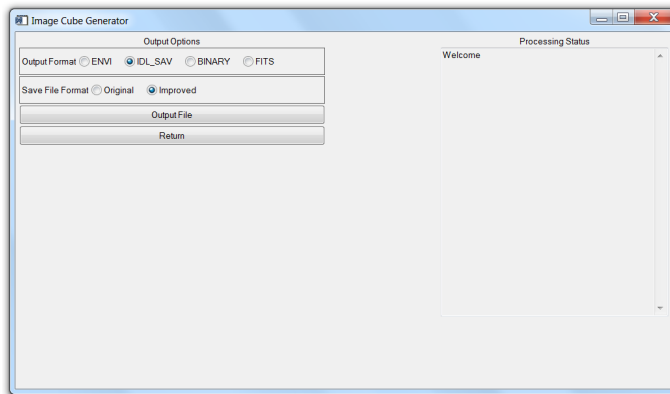 Image Cube Generator
Output Options
Output Format ENVI IDL_SAV BINARY FITS
Save File Format Original Improved
Output File
Return
Processing Status
Welcome